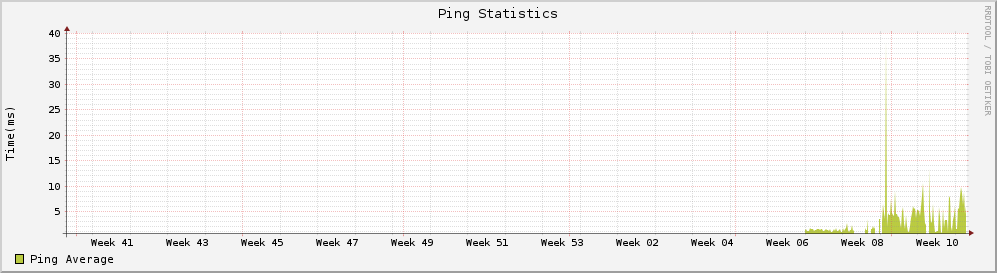 Ping Statistics
RRDTOOL / TOBI OETIKER
Time(ms)
40
35
30
25
20
15
10
5
Week 41 Week 43 Week 45 Week 47 Week 49 Week 51 Week 53 Week 02 Week 04 Week 06 Week 08 Week 10
Ping Average